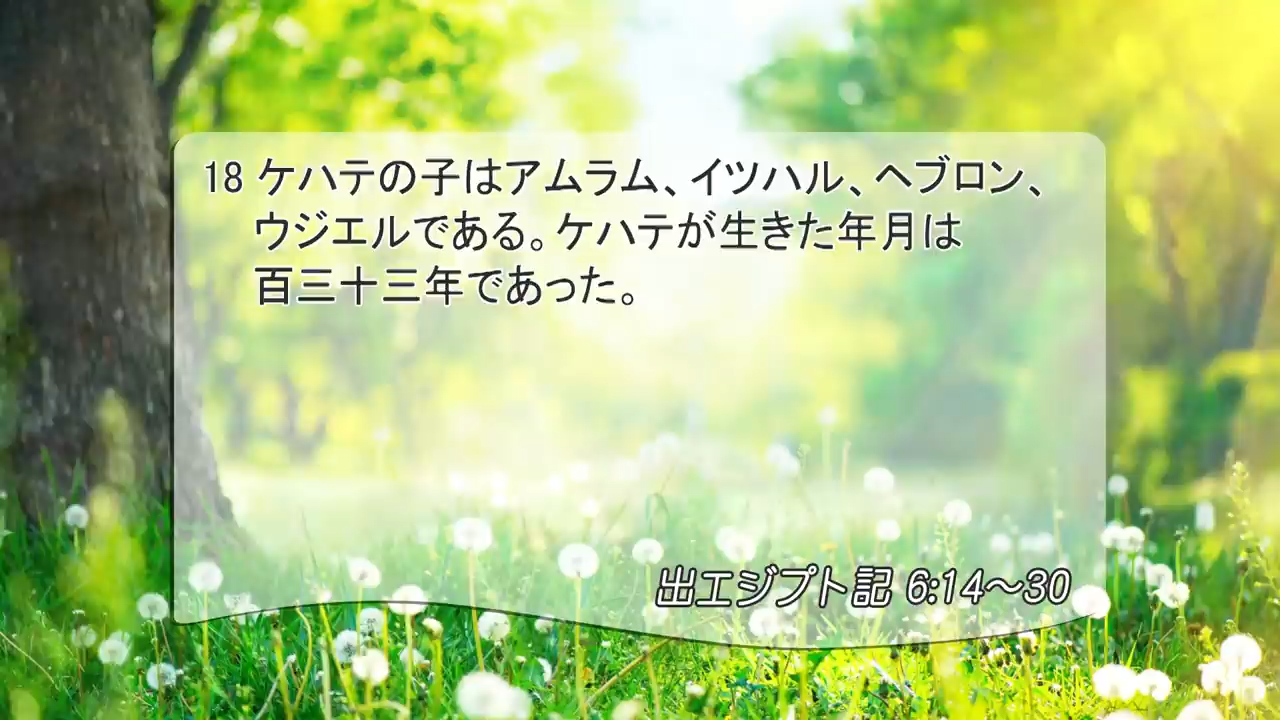 18 ケハテの子はアムラム、イツハル、ヘブロン、
ウジエルである。ケハテが生きた年月は
百三十三年であった。
出エジプト記 6:14～30